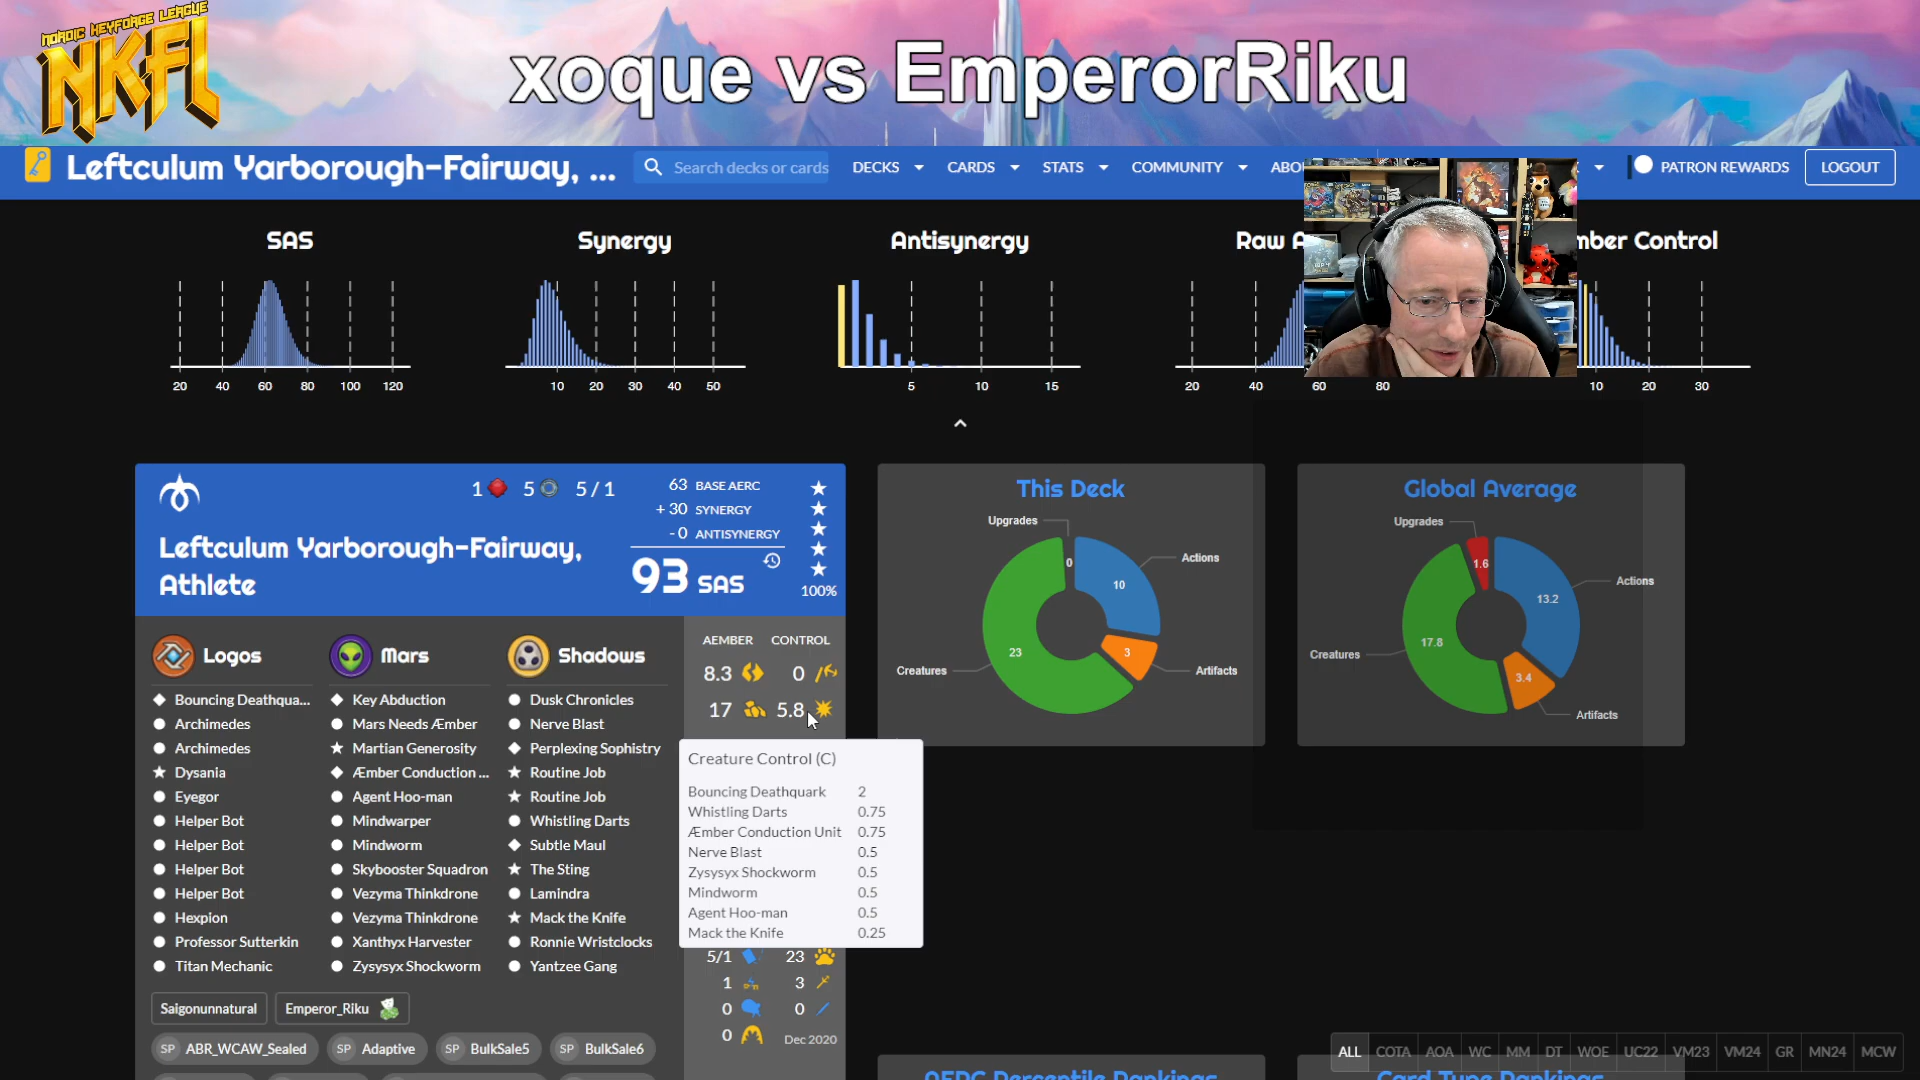 NORDIC KEYFORGE LEAGUE
NKFL
xoque vs EmperorRiku
Leftculum Yarborough-Fairway, ...
Search decks or cards
DECKS
CARDS
STATS
COMMUNITY
ABO
PATRON REWARDS
LOGOUT
SAS
Synergy
Antisynergy
Raw A
mber Control
20 40 60 80 100 120
10 20 30 40 50
5 10 15
20 40 60 80
10 20 30
1 5 5 / 1
63 BASE AERC
+ 30 SYNERGY
- 0 ANTISYNERGY
93 SAS
100%
Leftculum Yarborough-Fairway,
Athlete
Logos
Bouncing Deathqua...
Archimedes
Archimedes
Dysania
Eyegor
Helper Bot
Helper Bot
Helper Bot
Helper Bot
Hexpion
Professor Sutterkin
Titan Mechanic
Mars
Key Abduction
Mars Needs Æmber
Martian Generosity
Æmber Conduction ...
Agent Hoo-man
Mindwarper
Mindworm
Skybooster Squadron
Vezyma Thinkdrone
Vezyma Thinkdrone
Xanthyx Harvester
Zysysyx Shockworm
Shadows
Dusk Chronicles
Nerve Blast
Perplexing Sophistry
Routine Job
Routine Job
Whistling Darts
Subtle Maul
The Sting
Lamindra
Mack the Knife
Ronnie Wristclocks
Yantzee Gang
AEMBER CONTROL
8.3 0
17 5.8
Creature Control (C)
Bouncing Deathquark 2
Whistling Darts 0.75
Æmber Conduction Unit 0.75
Nerve Blast 0.5
Zysysyx Shockworm 0.5
Mindworm 0.5
Agent Hoo-man 0.5
Mack the Knife 0.25
5/1 23
1 3
0 0
0 Dec 2020
Saigonunnatural
Emperor_Riku
SP ABR_WCAW_Sealed
SP Adaptive
SP BulkSale5
SP BulkSale6
This Deck
Upgrades
0
Actions
10
3
Artifacts
Creatures
23
Global Average
Upgrades
1.6
Actions
13.2
Creatures
17.8
3.4
Artifacts
ALL COTA AOA WC MM DT WOE UC22 VM23 VM24 GR MN24 MCW
AERC Percentile Rankings
Card Type Rankings